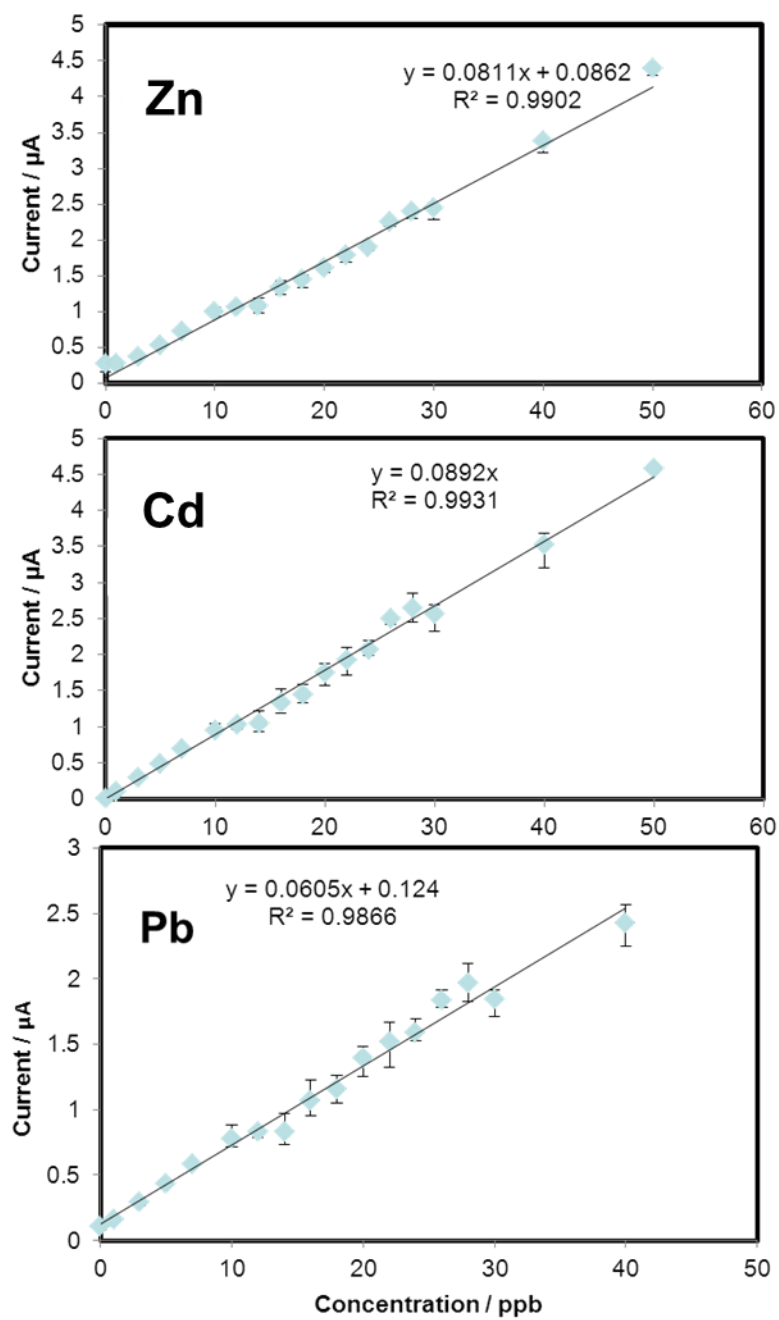 5
4.5
4
3.5
3
2.5
2
1.5
1
0.5
0
Current / µA
Zn
y = 0.0811x + 0.0862
R² = 0.9902
0 10 20 30 40 50 60
5
4.5
4
3.5
3
2.5
2
1.5
1
0.5
0
Current / µA
Cd
y = 0.0892x
R² = 0.9931
0 10 20 30 40 50 60
3
2.5
2
1.5
1
0.5
0
Current / µA
y = 0.0605x + 0.124
R² = 0.9866
Pb
0 10 20 30 40 50
Concentration / ppb